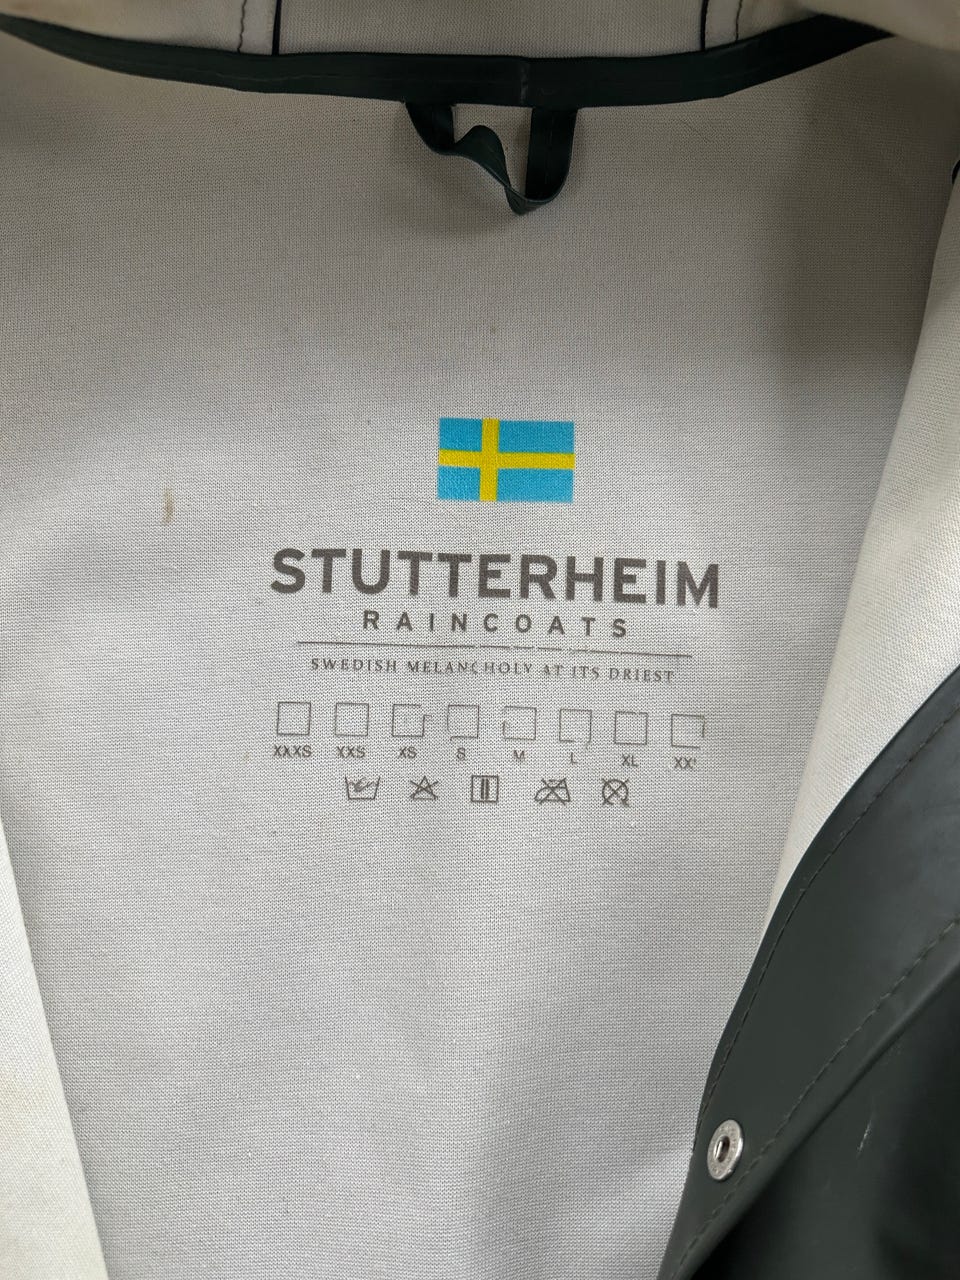 STUTTERHEIM
RAINCOATS
SWEDISH MELANCHOLY AT ITS DRIEST
XXXS XXS XS S M L XL